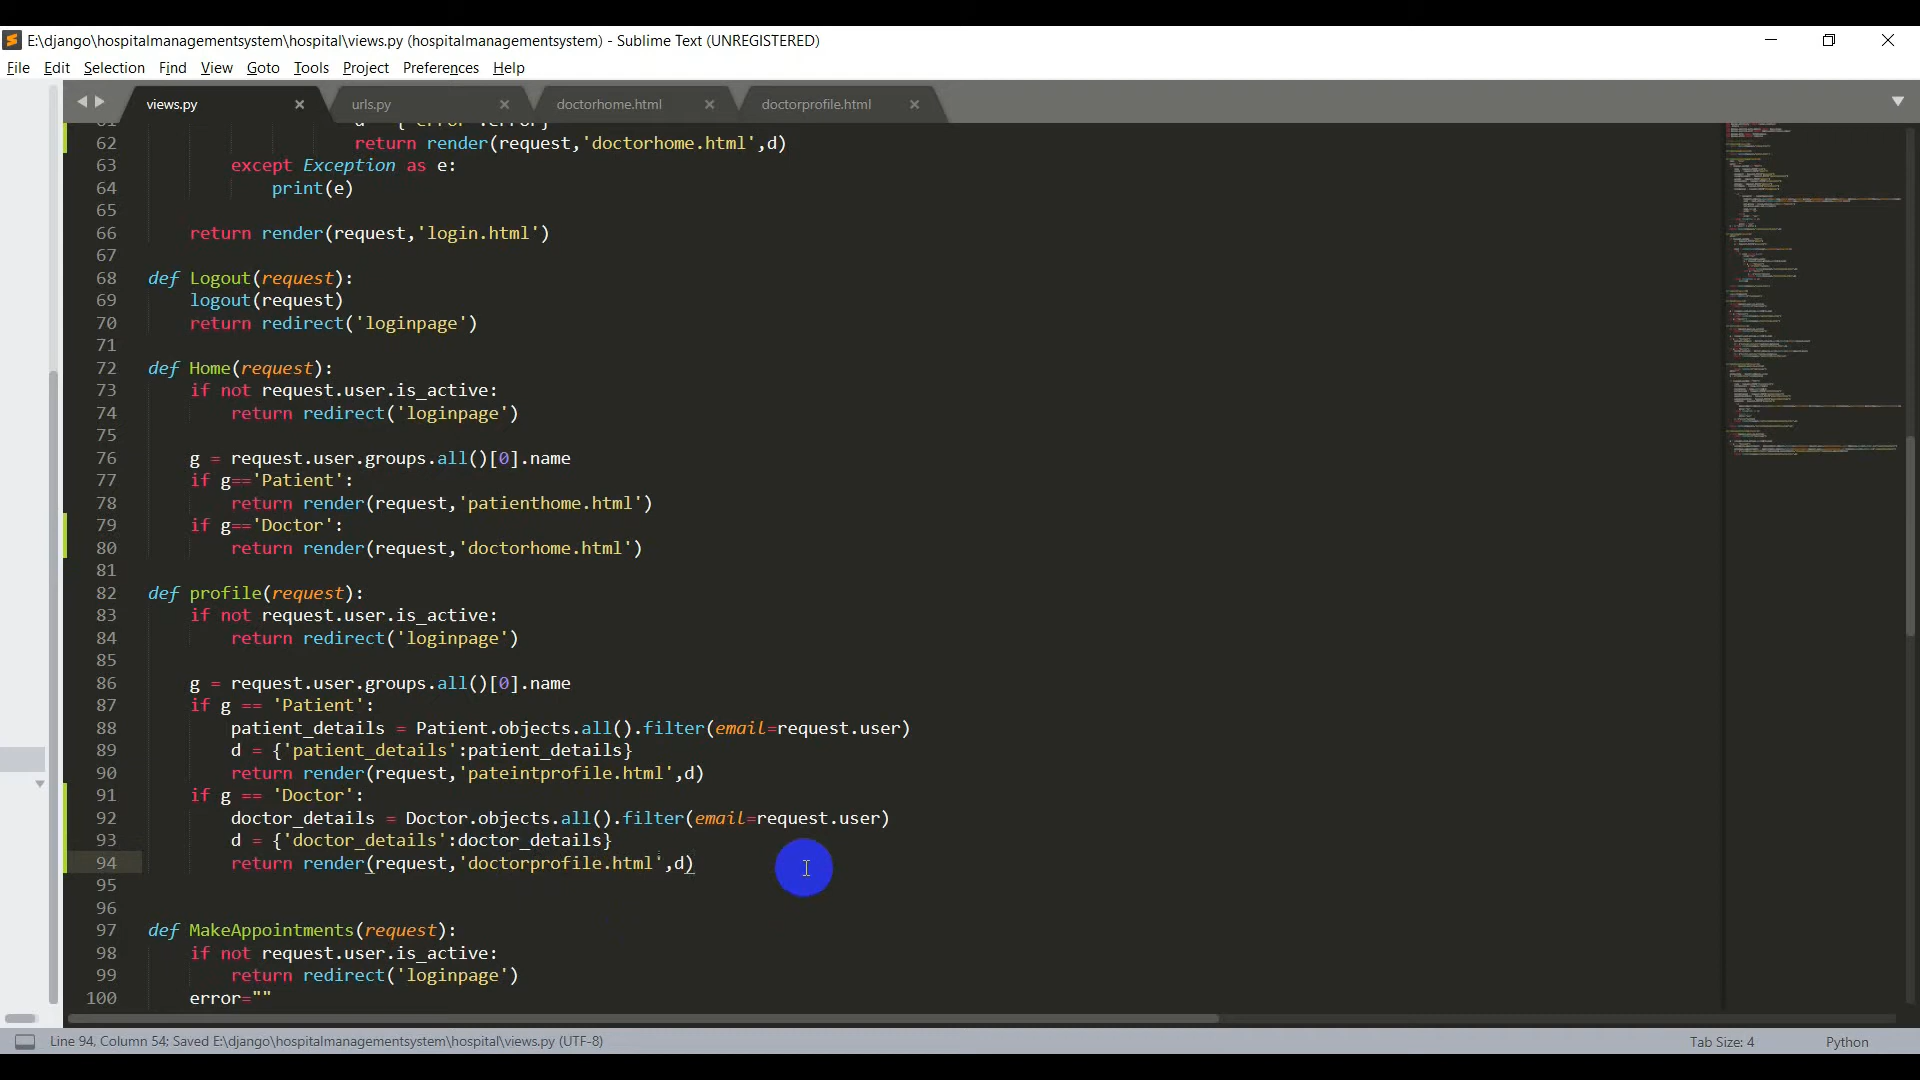 E:\django\hospitalmanagementsystem\hospital\views.py (hospitalmanagementsystem) - Sublime Text (UNREGISTERED)
File Edit Selection Find View Goto Tools Project Preferences Help
views.py urls.py doctorhome.html doctorprofile.html
62 return render(request,'doctorhome.html',d)
63 except Exception as e:
64 print(e)
65
66 return render(request,'login.html')
67
68 def Logout(request):
69 logout(request)
70 return redirect('loginpage')
71
72 def Home(request):
73 if not request.user.is_active:
74 return redirect('loginpage')
75
76 g = request.user.groups.all()[0].name
77 if g=='Patient':
78 return render(request,'patienthome.html')
79 if g=='Doctor':
80 return render(request,'doctorhome.html')
81
82 def profile(request):
83 if not request.user.is_active:
84 return redirect('loginpage')
85
86 g = request.user.groups.all()[0].name
87 if g == 'Patient':
88 patient_details = Patient.objects.all().filter(email=request.user)
89 d = {'patient_details':patient_details}
90 return render(request,'pateintprofile.html',d)
91 if g == 'Doctor':
92 doctor_details = Doctor.objects.all().filter(email=request.user)
93 d = {'doctor_details':doctor_details}
94 return render(request,'doctorprofile.html',d)
95
96
97 def MakeAppointments(request):
98 if not request.user.is_active:
99 return redirect('loginpage')
100 error=""
Line 94, Column 54; Saved E:\django\hospitalmanagementsystem\hospital\views.py (UTF-8) Tab Size: 4 Python